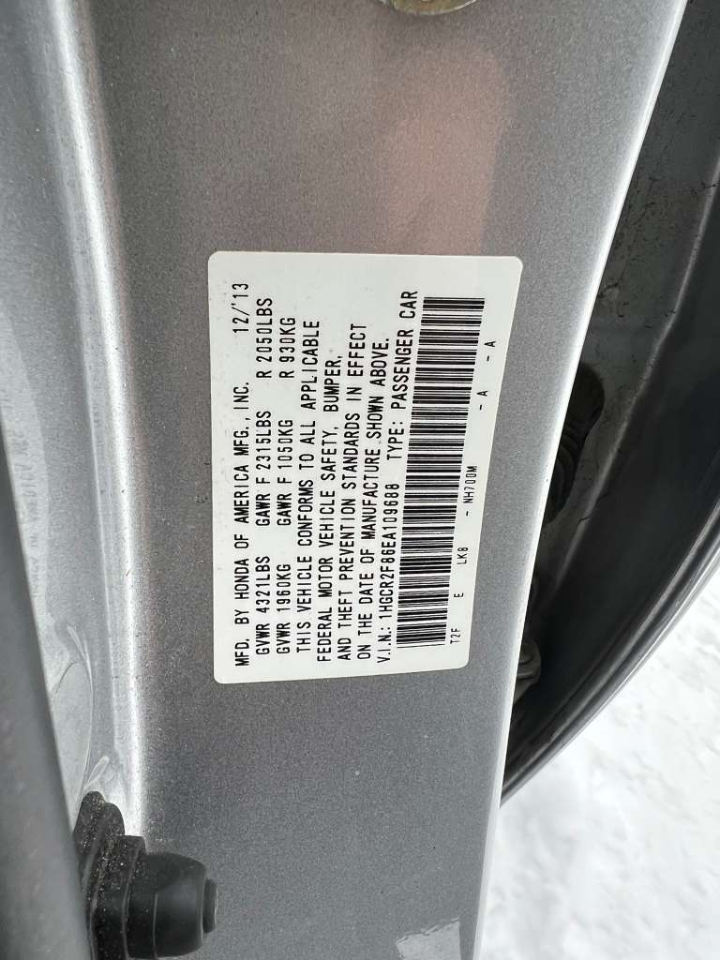 MFD. BY HONDA OF AMERICA MFG., INC. 12/'13
GVWR 4321LBS GAWR F 2315LBS R 2050LBS
GVWR 1960KG GAWR F 1050KG R 930KG
THIS VEHICLE CONFORMS TO ALL APPLICABLE
FEDERAL MOTOR VEHICLE SAFETY, BUMPER,
AND THEFT PREVENTION STANDARDS IN EFFECT
ON THE DATE OF MANUFACTURE SHOWN ABOVE.
V.I.N.: 1HGCR2F86EA109688 TYPE: PASSENGER CAR
T2F E LK8 - NH700M - A - A